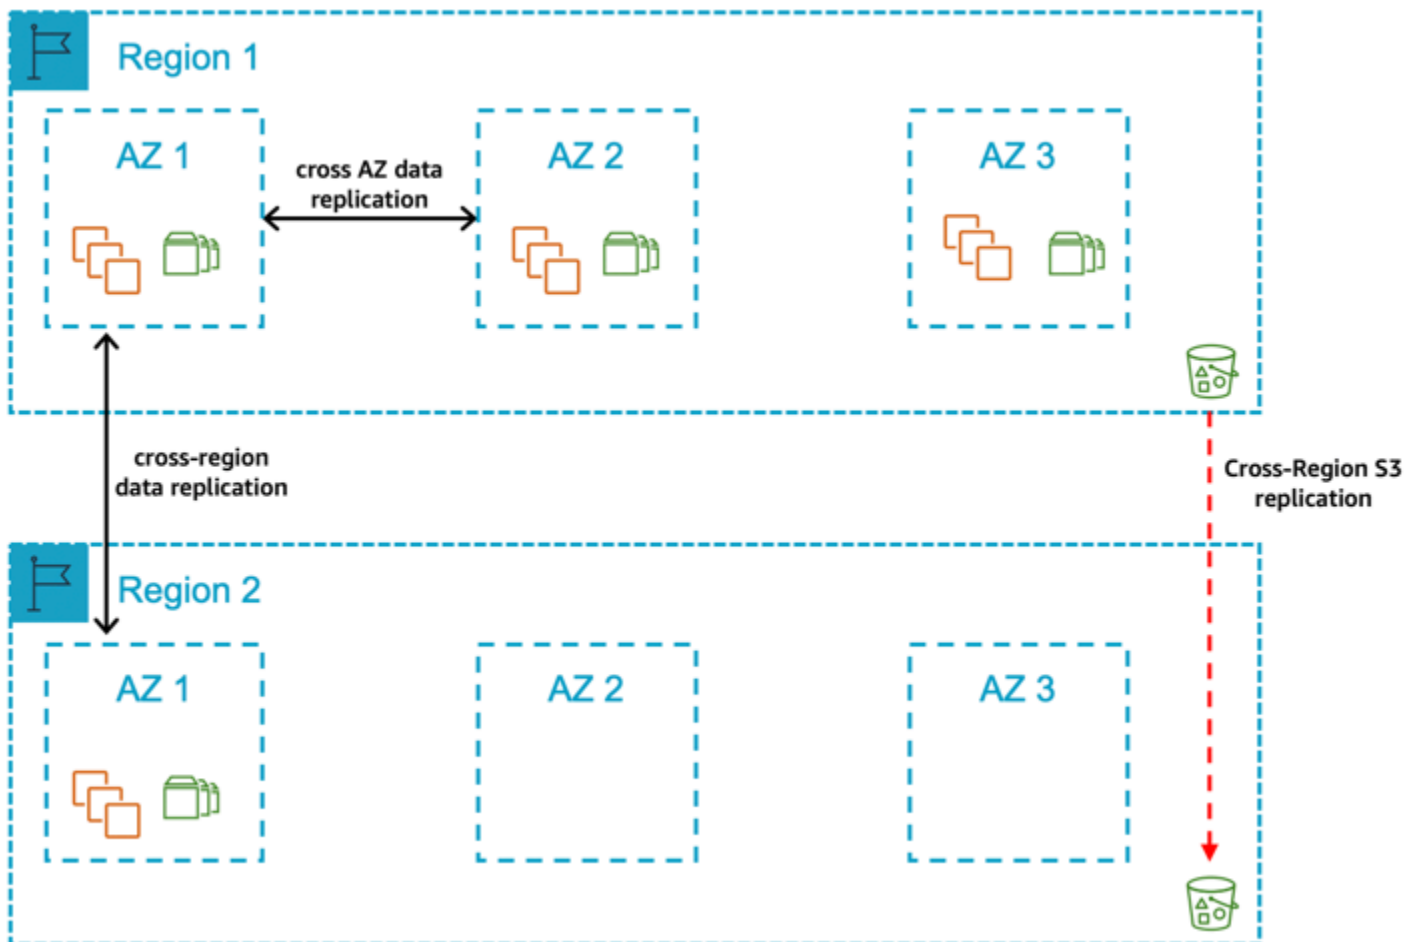 Region 1
AZ 1
cross AZ data
replication
AZ 2
AZ 3
cross-region
data replication
Cross-Region S3
replication
Region 2
AZ 1
AZ 2
AZ 3